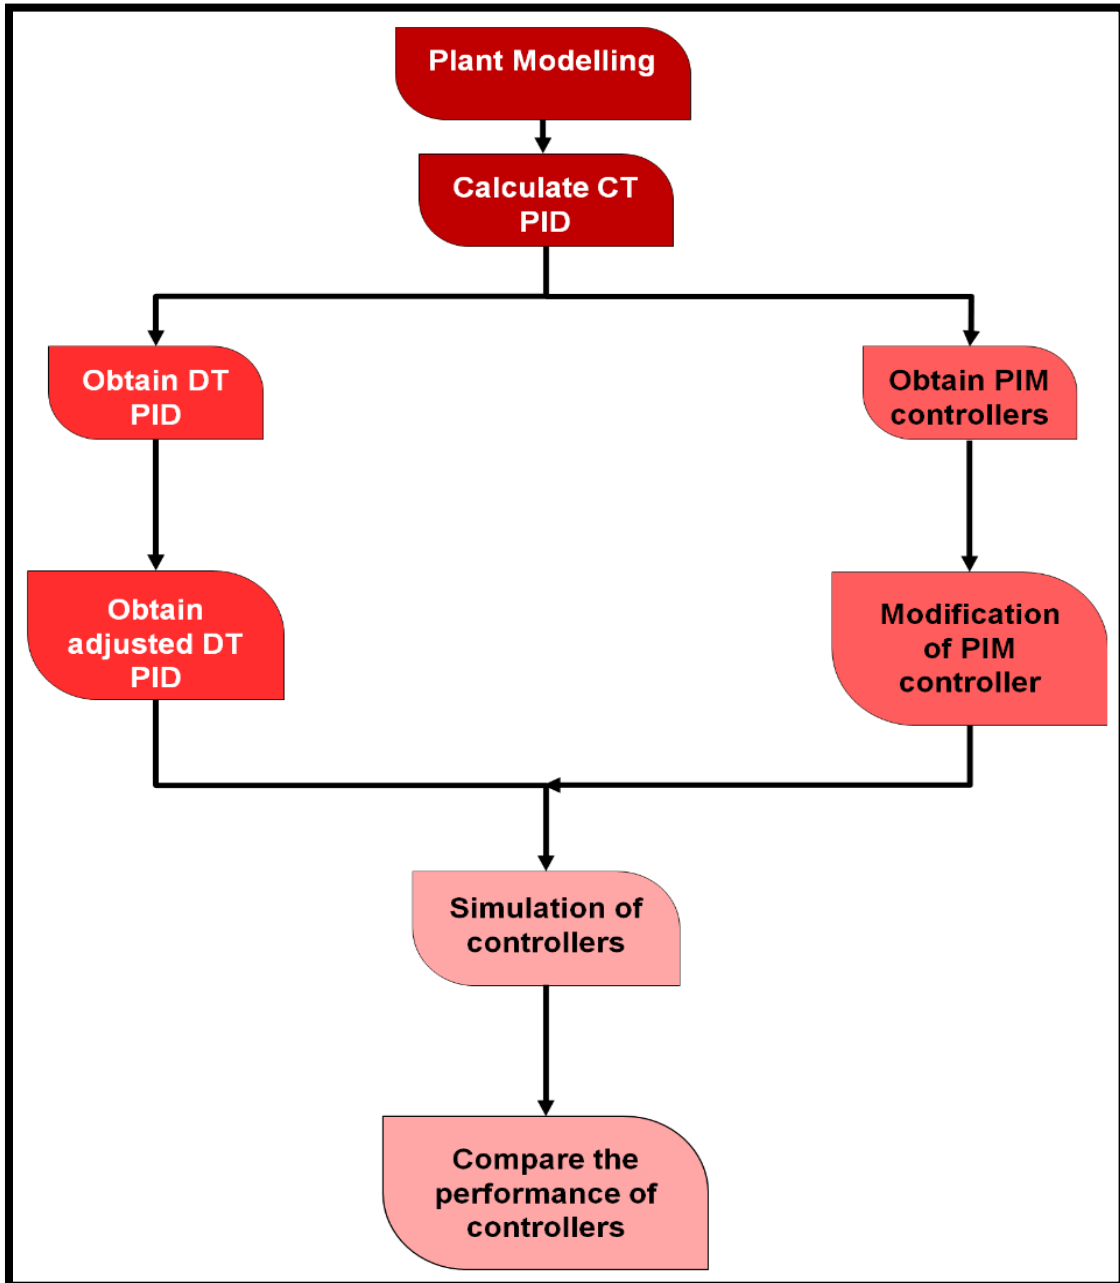 Plant Modelling
Calculate CT
PID
Obtain DT
PID
Obtain PIM
controllers
Obtain
adjusted DT
PID
Modification
of PIM
controller
Simulation of
controllers
Compare the
performance of
controllers